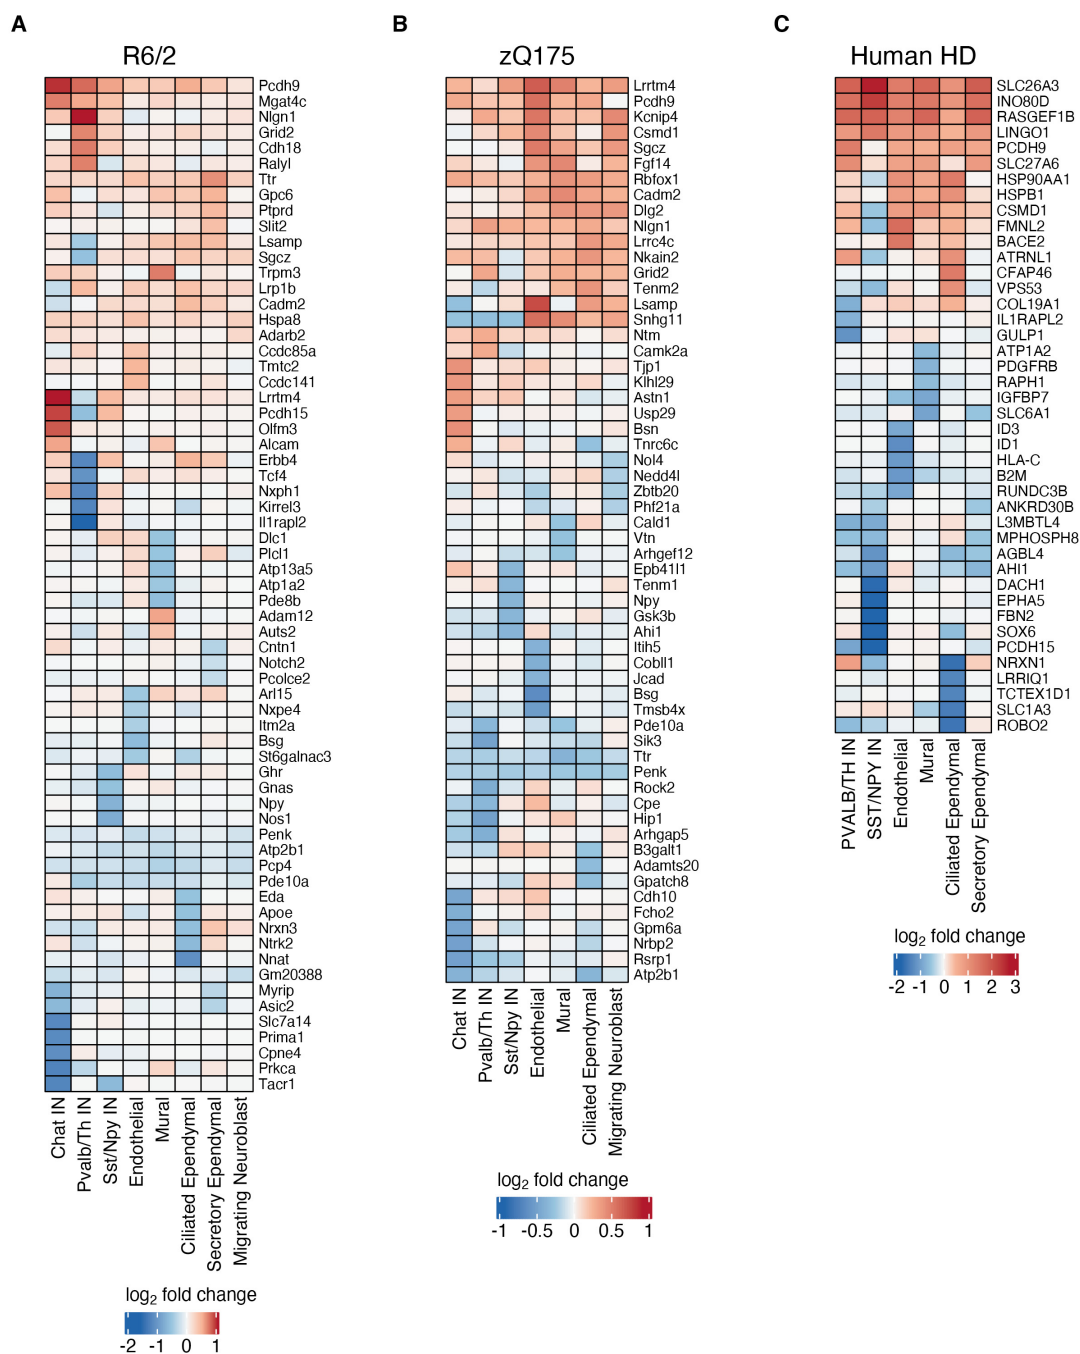 A
R6/2
Pcdh9
Mgat4c
Nlgn1
Grid2
Cdh18
Ralyl
Ttr
Gpc6
Ptprd
Slit2
Lsamp
Sgcz
Trpm3
Lrp1b
Cadm2
Hspa8
Adarb2
Ccdc85a
Tmtc2
Ccdc141
Lrrtm4
Pcdh15
Olfm3
Alcam
Erbb4
Tcf4
Nxph1
Kirrel3
Il1rapl2
Dlc1
Plcl1
Atp13a5
Atp1a2
Pde8b
Adam12
Auts2
Cntn1
Notch2
Pcolce2
Arl15
Nxpe4
Itm2a
Bsg
St6galnac3
Ghr
Gnas
Npy
Nos1
Penk
Atp2b1
Pcp4
Pde10a
Eda
Apoe
Nrxn3
Ntrk2
Nnat
Gm20388
Myrip
Asic2
Slc7a14
Prima1
Cpne4
Prkca
Tacr1
Chat IN
Pvalb/Th IN
Sst/Npy IN
Endothelial
Mural
Ciliated Ependymal
Secretory Ependymal
Migrating Neuroblast
log2 fold change
-2 -1 0 1
B
zQ175
Lrrtm4
Pcdh9
Kcnip4
Csmd1
Sgcz
Fgf14
Rbfox1
Cadm2
Dlg2
Nlgn1
Lrrc4c
Nkain2
Grid2
Tenm2
Lsamp
Snhg11
Ntm
Camk2a
Tjp1
Klhl29
Astn1
Usp29
Bsn
Tnrc6c
Nol4
Nedd4l
Zbtb20
Phf21a
Cald1
Vtn
Arhgef12
Epb41l1
Tenm1
Npy
Gsk3b
Ahi1
Itih5
Cobll1
Jcad
Bsg
Tmsb4x
Pde10a
Sik3
Ttr
Penk
Rock2
Cpe
Hip1
Arhgap5
B3galt1
Adamts20
Gpatch8
Cdh10
Fcho2
Gpm6a
Nrbp2
Rsrp1
Atp2b1
Chat IN
Pvalb/Th IN
Sst/Npy IN
Endothelial
Mural
Ciliated Ependymal
Migrating Neuroblast
log2 fold change
-1 -0.5 0 0.5 1
C
Human HD
SLC26A3
INO80D
RASGEF1B
LINGO1
PCDH9
SLC27A6
HSP90AA1
HSPB1
CSMD1
FMNL2
BACE2
ATRNL1
CFAP46
VPS53
COL19A1
IL1RAPL2
GULP1
ATP1A2
PDGFRB
RAPH1
IGFBP7
SLC6A1
ID3
ID1
HLA-C
B2M
RUNDC3B
ANKRD30B
L3MBTL4
MPHOSPH8
AGBL4
AHI1
DACH1
EPHA5
FBN2
SOX6
PCDH15
NRXN1
LRRIQ1
TCTEX1D1
SLC1A3
ROBO2
PVALB/TH IN
SST/NPY IN
Endothelial
Mural
Ciliated Ependymal
Secretory Ependymal
log2 fold change
-2 -1 0 1 2 3